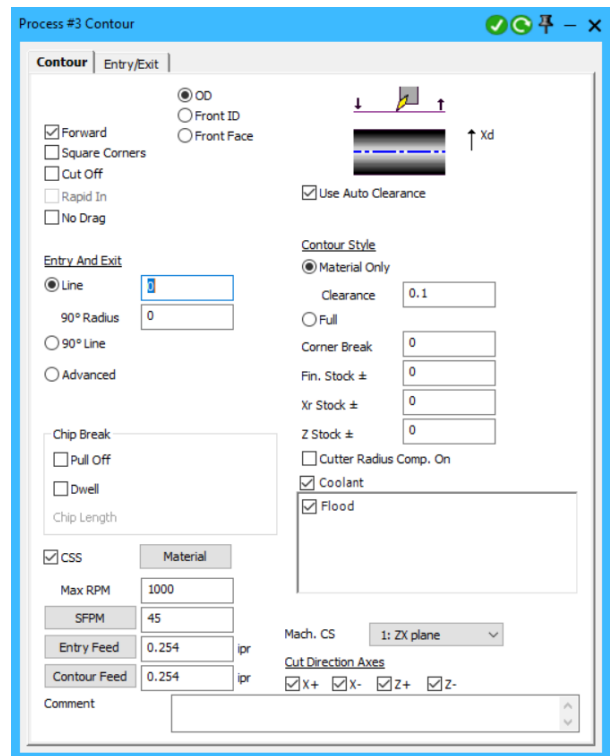 Process #3 Contour
Contour
Entry/Exit
OD
Front ID
Front Face
Forward
Square Corners
Cut Off
Rapid In
No Drag
Xd
Use Auto Clearance
Entry And Exit
Line 0
90° Radius 0
90° Line
Advanced
Contour Style
Material Only
Clearance 0.1
Full
Corner Break 0
Fin. Stock ± 0
Xr Stock ± 0
Z Stock ± 0
Cutter Radius Comp. On
Coolant
Flood
Chip Break
Pull Off
Dwell
Chip Length
CSS Material
Max RPM 1000
SFPM 45
Entry Feed 0.254 ipr
Contour Feed 0.254 ipr
Mach. CS 1: ZX plane
Cut Direction Axes
X+ X- Z+ Z-
Comment